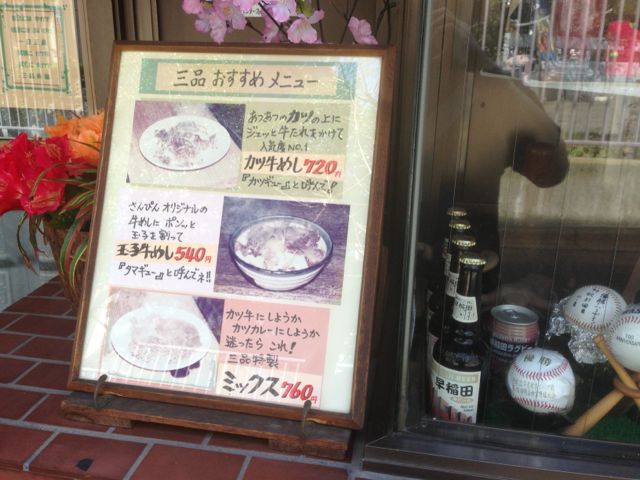 三品 おすすめ メニュー
あつあつのカツの上に
ジュッと牛たれをかけて
人気度NO.1
カツ牛めし720円
『カツギュー』と呼んで!
さんぴんオリジナルの
牛めしに ポンッと
玉子を割って
玉子牛めし540円
『タマギュー』と呼んでネ!!
カツ牛にしようか
カツカレーにしようか
迷ったら これ!
三品特製
ミックス760円
早稲田
優勝